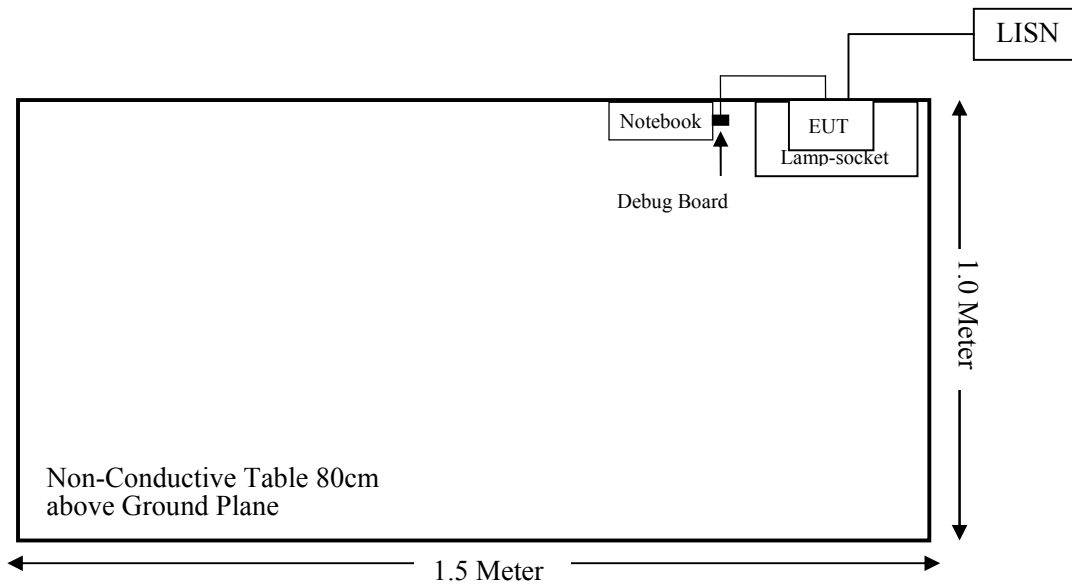 LISN
Notebook
EUT
Lamp-socket
Debug Board
1.0 Meter
Non-Conductive Table 80cm
above Ground Plane
1.5 Meter